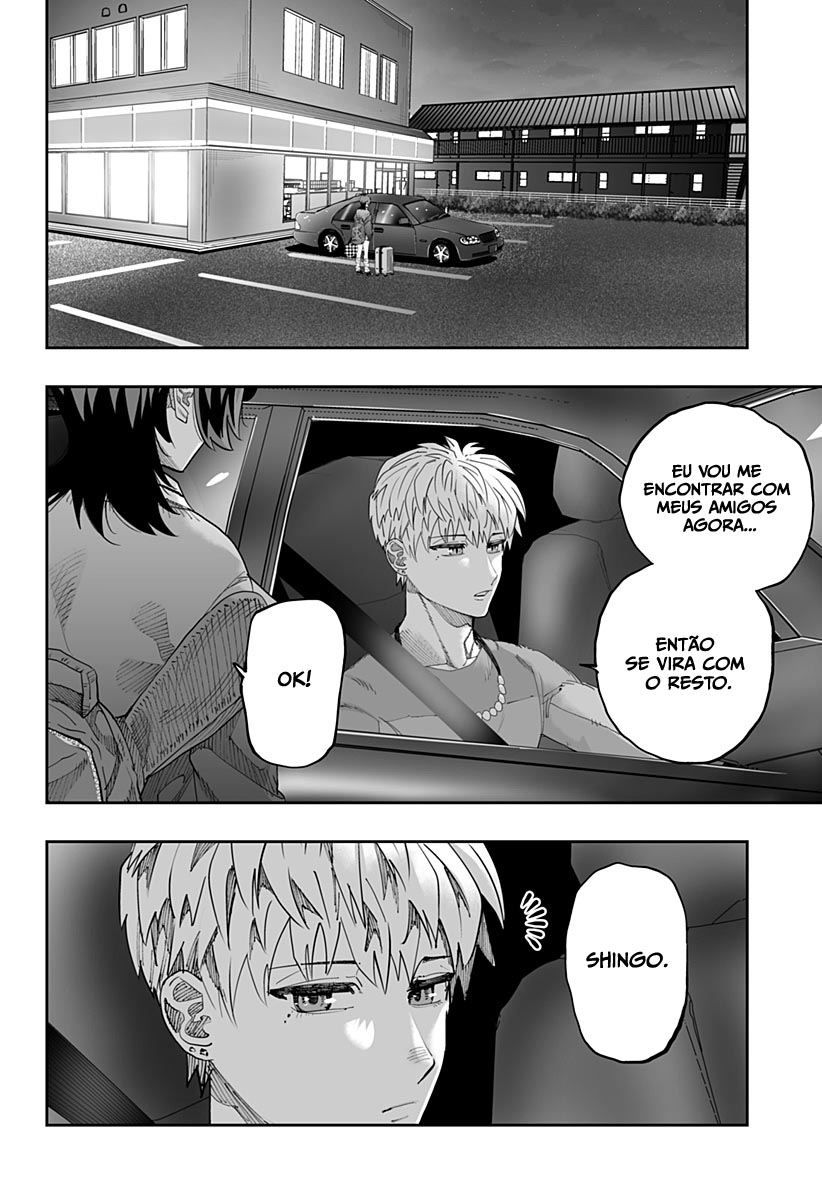 EU VOU ME
ENCONTRAR COM
MEUS AMIGOS
AGORA...
ENTÃO
SE VIRA COM
O RESTO.
OK!
SHINGO.